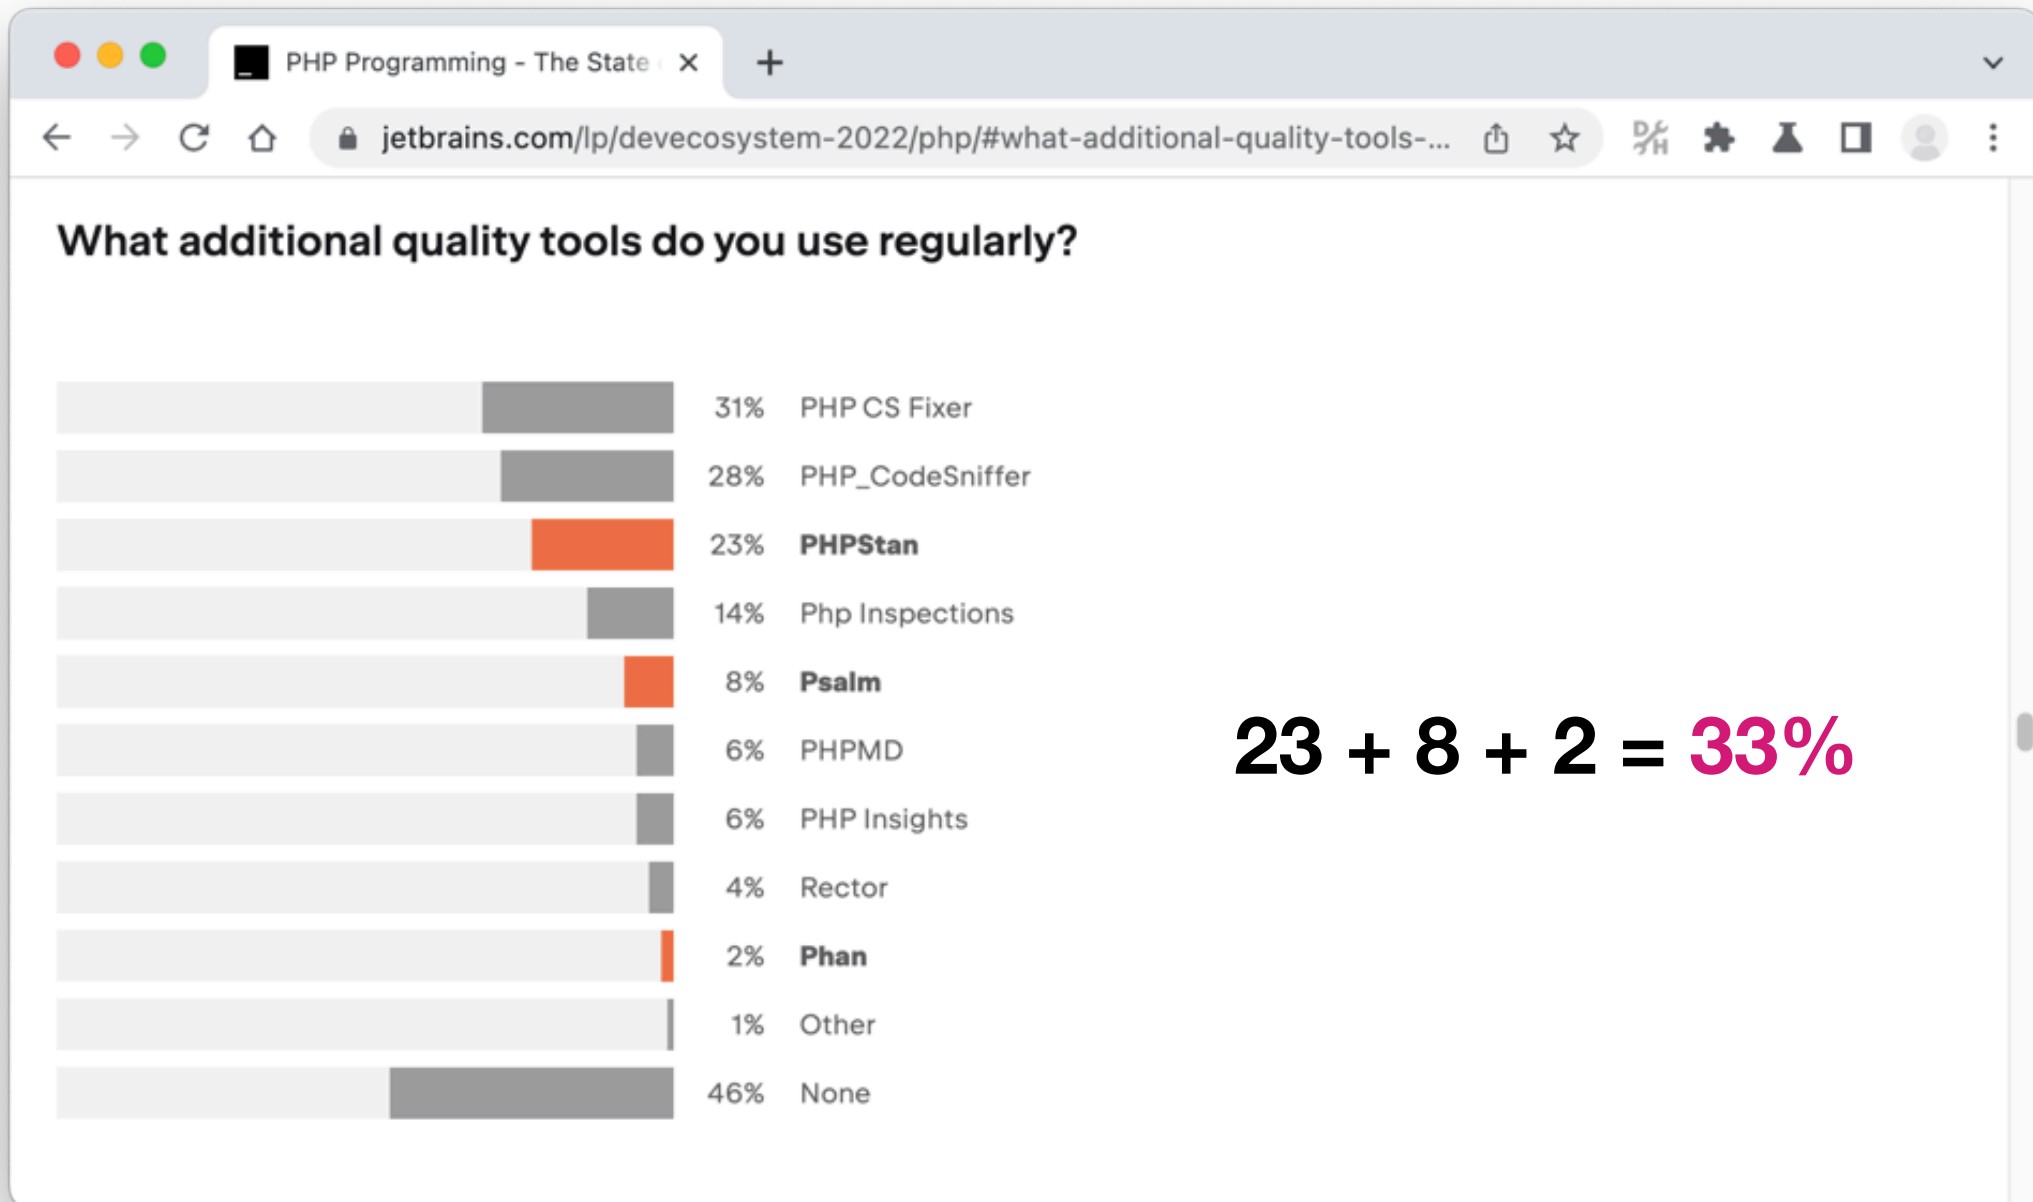 PHP Programming - The State
jetbrains.com/lp/devecosystem-2022/php/#what-additional-quality-tools-...
What additional quality tools do you use regularly?
31% PHP CS Fixer
28% PHP_CodeSniffer
23% PHPStan
14% Php Inspections
8% Psalm
6% PHPMD
6% PHP Insights
4% Rector
2% Phan
1% Other
46% None
23 + 8 + 2 = 33%